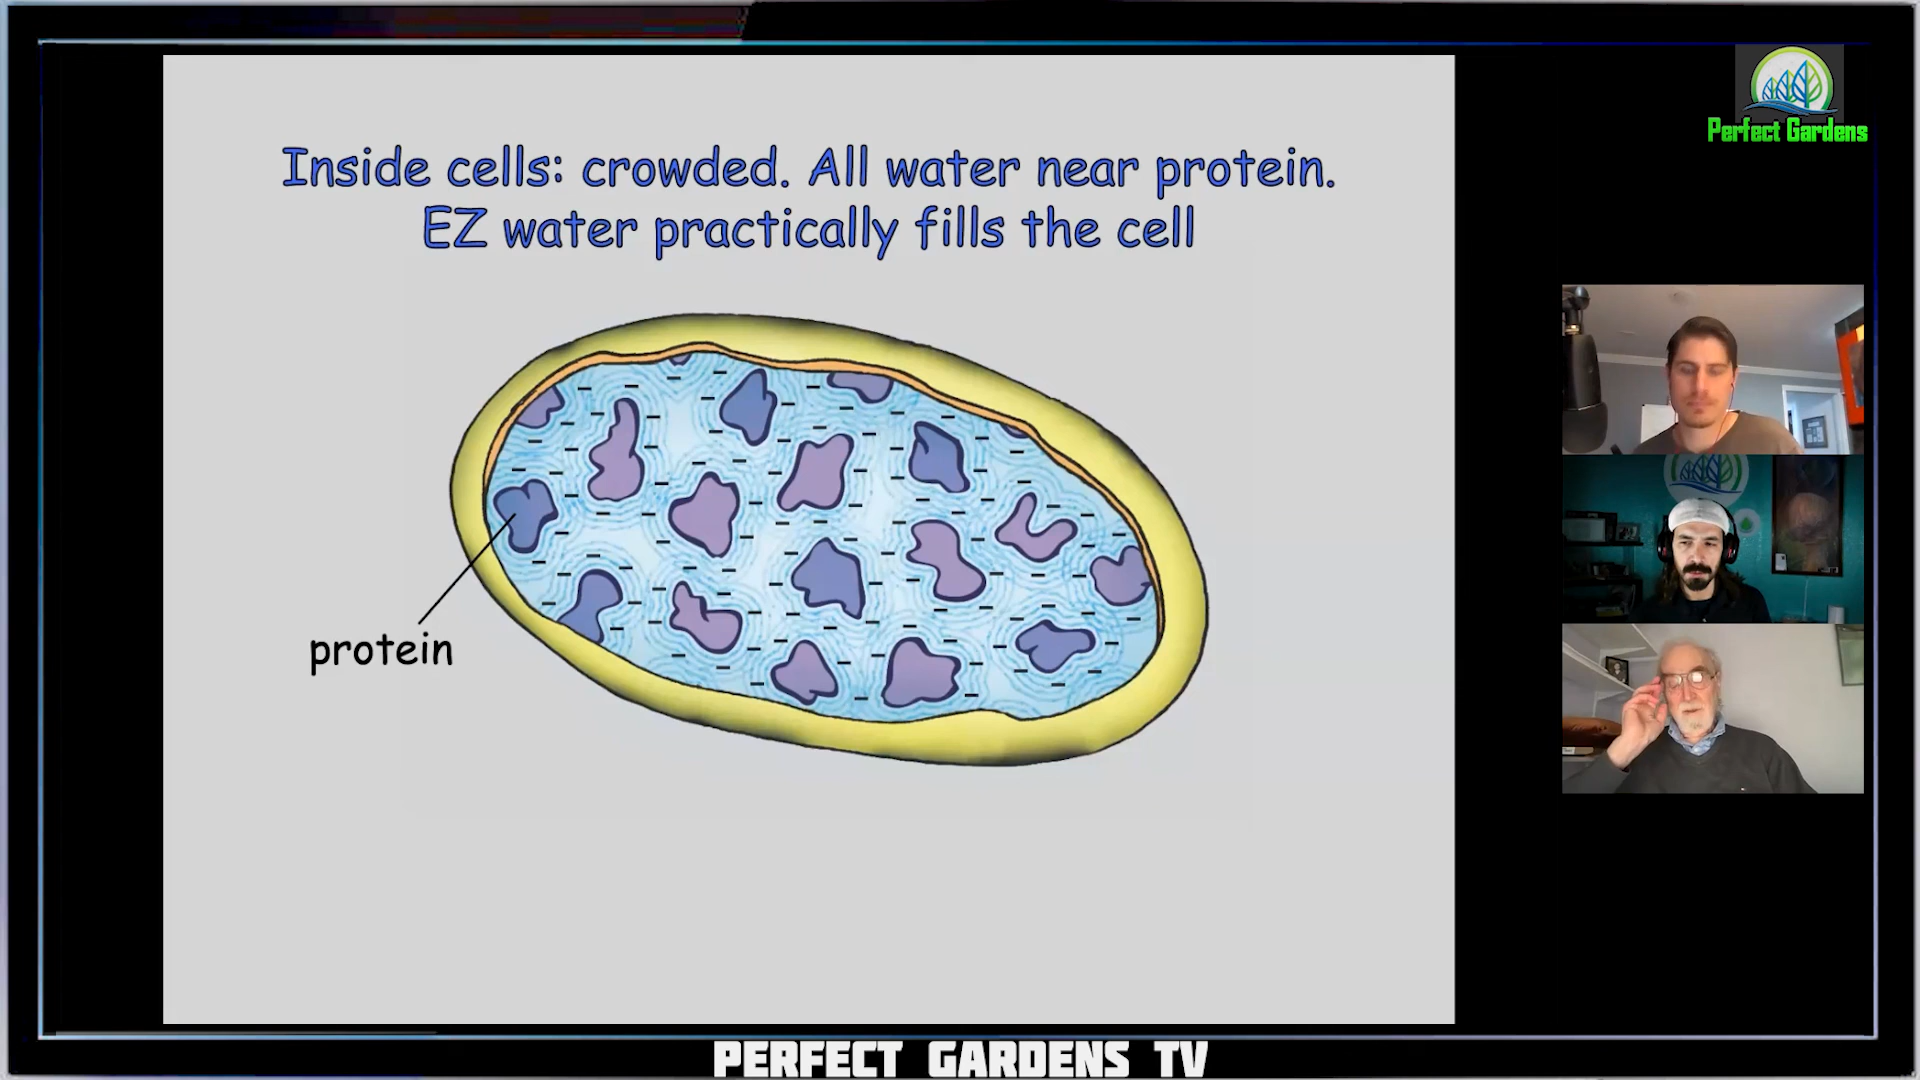 Inside cells: crowded. All water near protein.
EZ water practically fills the cell
protein
Perfect Gardens
PERFECT GARDENS TV